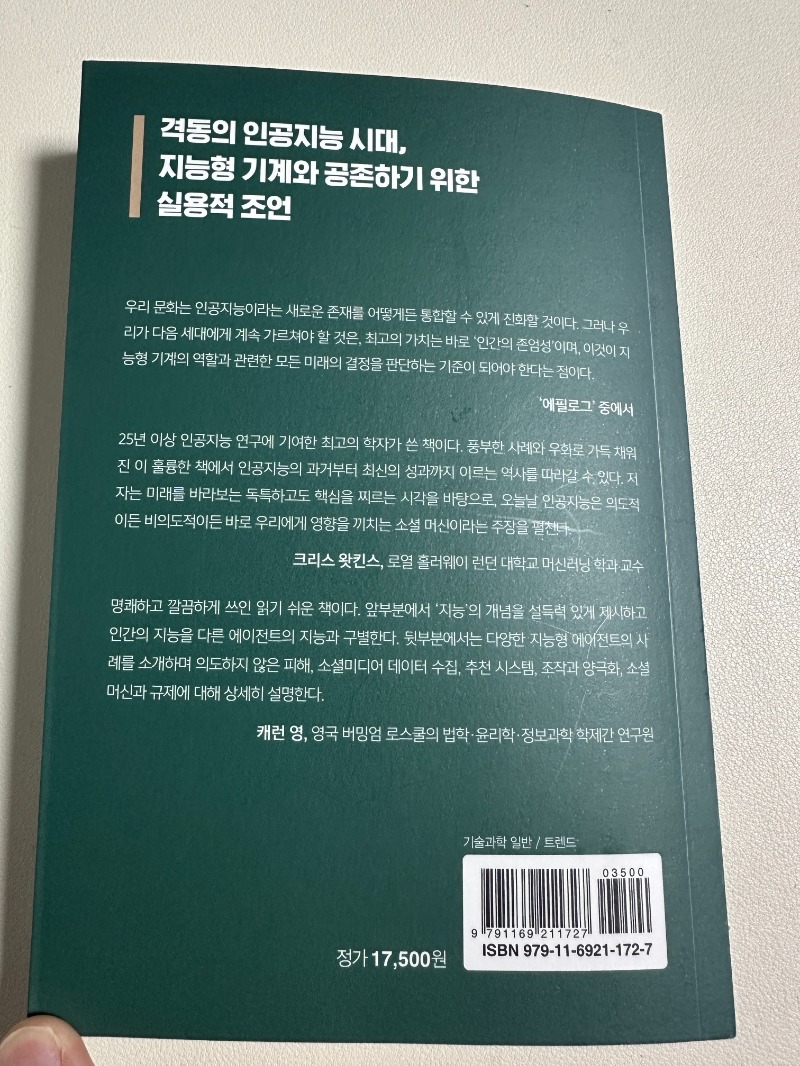 격동의 인공지능 시대,
지능형 기계와 공존하기 위한
실용적 조언
우리 문화는 인공지능이라는 새로운 존재를 어떻게든 통합할 수 있게 진화할 것이다. 그러나 우
리가 다음 세대에게 계속 가르쳐야 할 것은, 최고의 가치는 바로 ‘인간의 존엄성’이며, 이것이 지
능형 기계의 역할과 관련한 모든 미래의 결정을 판단하는 기준이 되어야 한다는 점이다.
‘에필로그’ 중에서
25년 이상 인공지능 연구에 기여한 최고의 학자가 쓴 책이다. 풍부한 사례와 우화로 가득 채워
진 이 훌륭한 책에서 인공지능의 과거부터 최신의 성과까지 이르는 역사를 따라갈 수 있다. 저
자는 미래를 바라보는 독특하고도 핵심을 찌르는 시각을 바탕으로, 오늘날 인공지능은 의도적
이든 비의도적이든 바로 우리에게 영향을 끼치는 소셜 머신이라는 주장을 펼친다.
크리스 왓킨스, 로열 홀러웨이 런던 대학교 머신러닝 학과 교수
명쾌하고 깔끔하게 쓰인 읽기 쉬운 책이다. 앞부분에서 ‘지능’의 개념을 설득력 있게 제시하고
인간의 지능을 다른 에이전트의 지능과 구별한다. 뒷부분에서는 다양한 지능형 에이전트의 사
례를 소개하며 의도하지 않은 피해, 소셜미디어 데이터 수집, 추천 시스템, 조작과 양극화, 소셜
머신과 규제에 대해 상세히 설명한다.
캐런 영, 영국 버밍엄 로스쿨의 법학·윤리학·정보과학 학제간 연구원
기술과학 일반 / 트렌드
03500
9 791169 211727
ISBN 979-11-6921-172-7
정가 17,500원